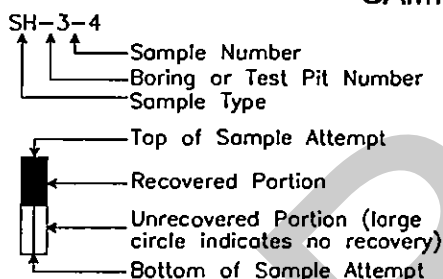 SH-3-4
Sample Number
Boring or Test Pit Number
Sample Type
Top of Sample Attempt
Recovered Portion
Unrecovered Portion (large
circle indicates no recovery)
Bottom of Sample Attempt